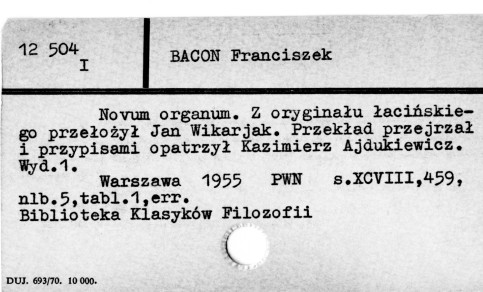 12 504
I
BACON Franciszek
Novum organum. Z oryginału łacińskie-
go przełożył Jan Wikarjak. Przekład przejrzał
i przypisami opatrzył Kazimierz Ajdukiewicz.
Wyd.1.
Warszawa 1955 PWN s.XCVIII,459,
nlb.5,tabl.1,err.
Biblioteka Klasyków Filozofii
DUJ. 693/70. 10 000.